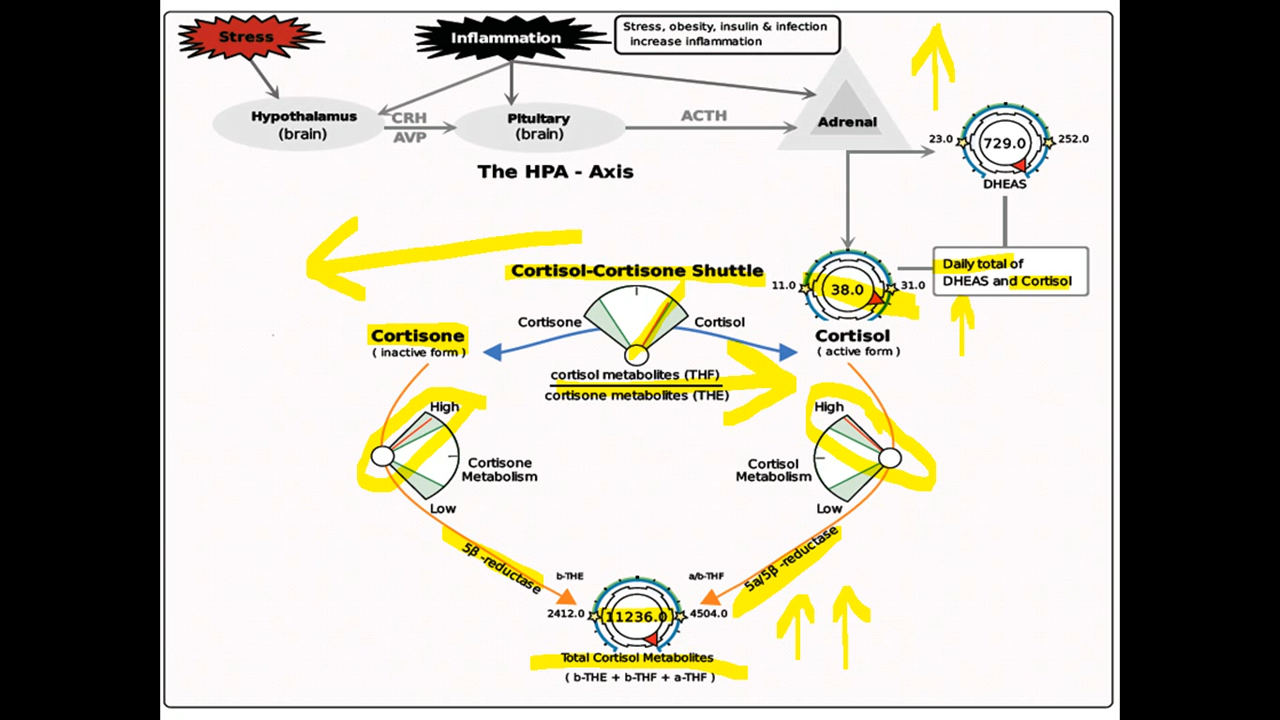 Stress
Inflammation
Stress, obesity, insulin & infection
increase inflammation
Hypothalamus
(brain)
CRH
AVP
Pituitary
(brain)
ACTH
Adrenal
23.0
729.0
252.0
DHEAS
The HPA - Axis
Daily total of
DHEAS and Cortisol
11.0
38.0
31.0
Cortisol-Cortisone Shuttle
Cortisone
Cortisol
Cortisone
( inactive form )
Cortisol
( active form )
cortisol metabolites (THF)
cortisone metabolites (THE)
High
Cortisone
Metabolism
Low
High
Cortisol
Metabolism
Low
5β -reductase
5a/5β -reductase
b-THE
a/b-THF
2412.0
11236.0
4504.0
Total Cortisol Metabolites
( b-THE + b-THF + a-THF )